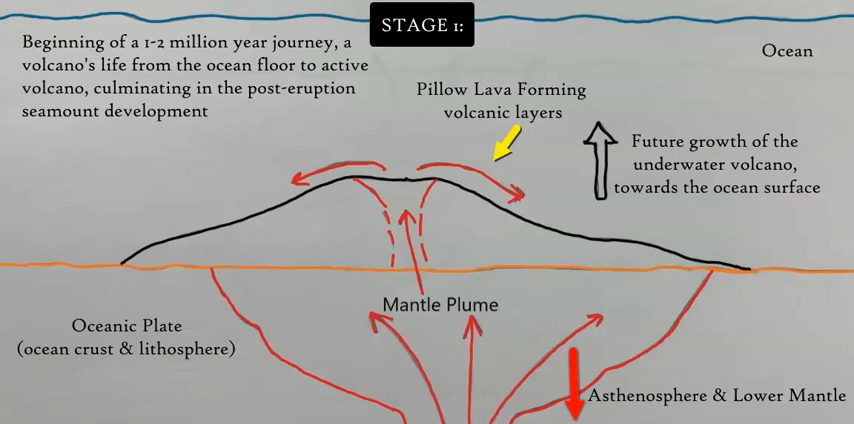 STAGE 1:
Beginning of a 1-2 million year journey, a
volcano's life from the ocean floor to active
volcano, culminating in the post-eruption
seamount development
Ocean
Pillow Lava Forming
volcanic layers
Future growth of the
underwater volcano,
towards the ocean surface
Mantle Plume
Oceanic Plate
(ocean crust & lithosphere)
Asthenosphere & Lower Mantle